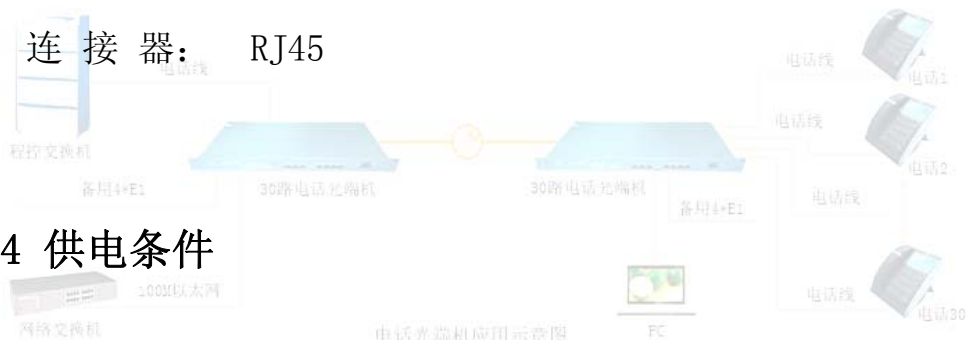 连 接 器： RJ45
电话线
电话线
电话1
程控交换机
电话线
电话2
备用4*E1
30路电话光端机
30路电话光端机
备用4*E1
电话线
4 供电条件
100M以太网
电话线
电话30
网络交换机
电话光端机应用示意图
PC